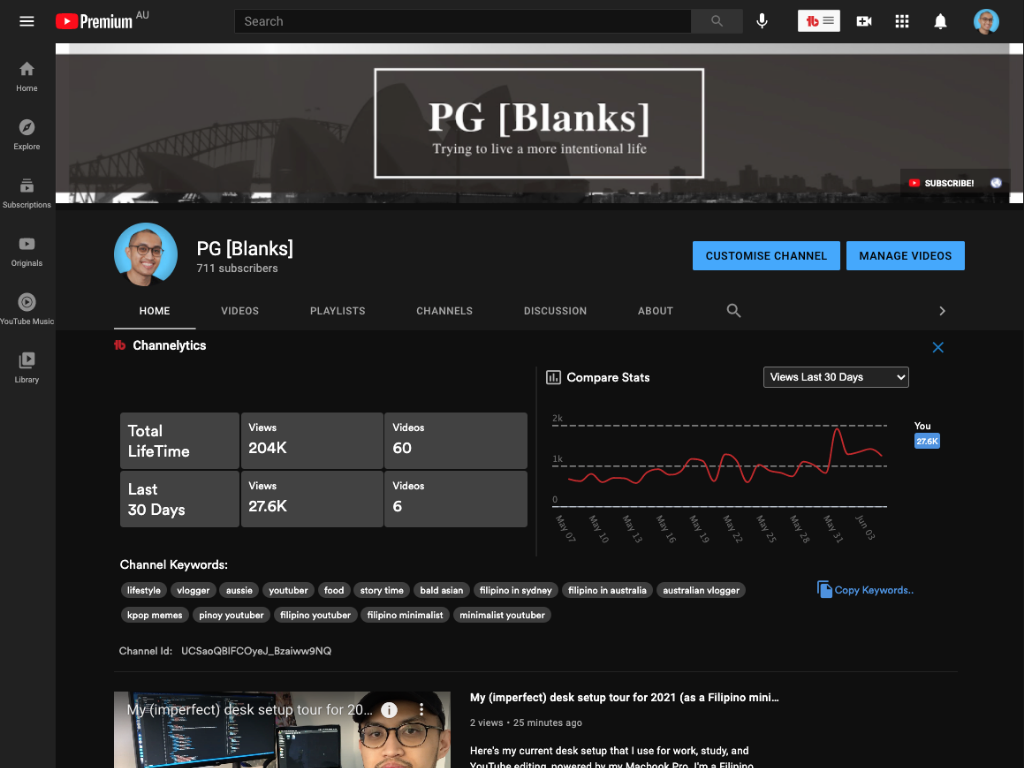 Premium AU
Search
tb
Home
Explore
Subscriptions
Originals
YouTube Music
Library
PG [Blanks]
Trying to live a more intentional life
SUBSCRIBE!
PG [Blanks]
711 subscribers
CUSTOMISE CHANNEL
MANAGE VIDEOS
HOME
VIDEOS
PLAYLISTS
CHANNELS
DISCUSSION
ABOUT
tb Channelytics
Compare Stats
Views Last 30 Days
Total LifeTime
Views
204K
Videos
60
Last 30 Days
Views
27.6K
Videos
6
2k
1k
0
May 07
May 10
May 13
May 16
May 19
May 22
May 25
May 28
May 31
Jun 03
You
27.6K
Channel Keywords:
lifestyle vlogger aussie youtuber food story time bald asian filipino in sydney filipino in australia australian vlogger
kpop memes pinoy youtuber filipino youtuber filipino minimalist minimalist youtuber
Copy Keywords..
Channel Id: UCSaoQBIFCOyeJ_Bzaiww9NQ
My (imperfect) desk setup tour for 20...
My (imperfect) desk setup tour for 2021 (as a Filipino mini...
2 views • 25 minutes ago
Here's my current desk setup that I use for work, study, and
YouTube editing, powered by my Macbook Pro. I'm a Filipino